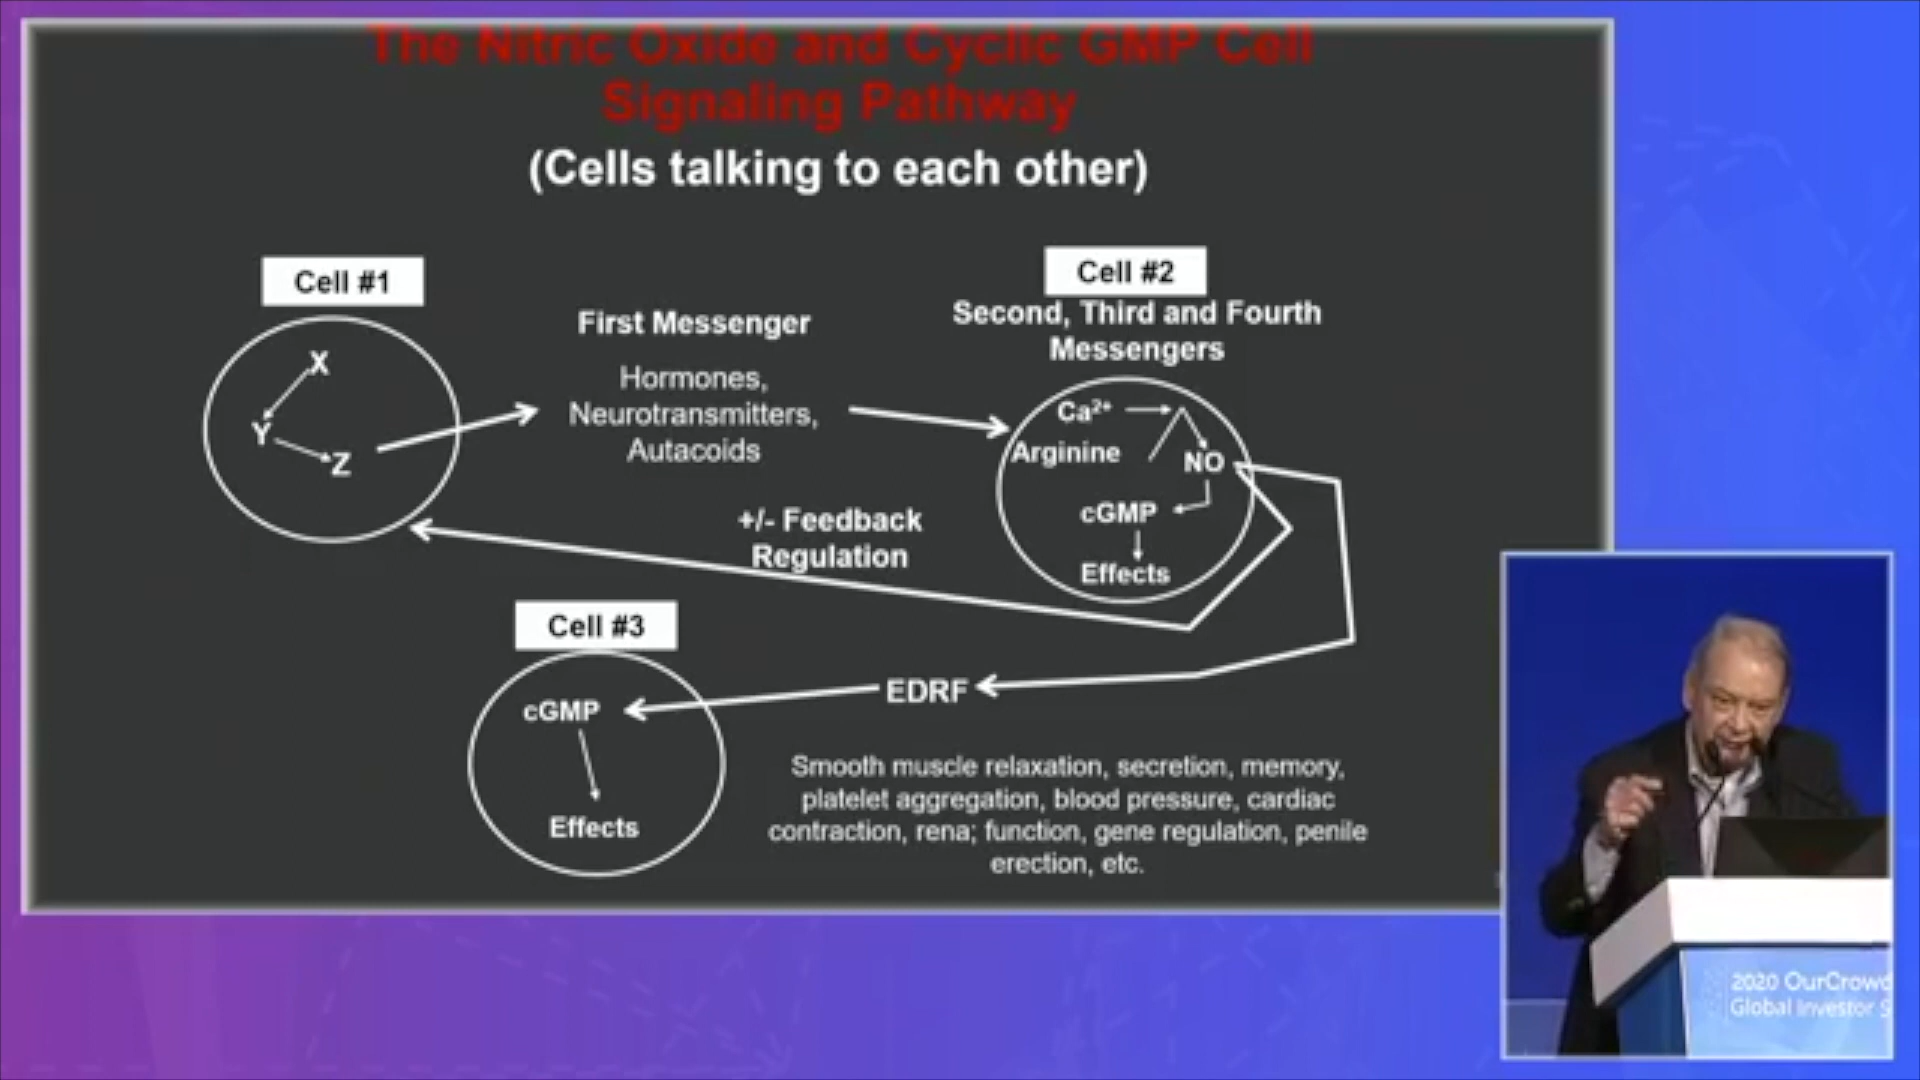 The Nitric Oxide and Cyclic GMP Cell
Signaling Pathway
(Cells talking to each other)
Cell #1
X
Y
Z
First Messenger
Hormones,
Neurotransmitters,
Autacoids
Cell #2
Second, Third and Fourth
Messengers
Ca²⁺
Arginine
NO
cGMP
Effects
+/- Feedback
Regulation
Cell #3
cGMP
Effects
EDRF
Smooth muscle relaxation, secretion, memory,
platelet aggregation, blood pressure, cardiac
contraction, rena; function, gene regulation, penile
erection, etc.
2020 OurCrowd
Global Investor S